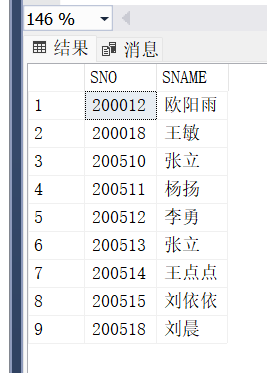 146 %
结果 消息
SNO SNAME
1 200012 欧阳雨
2 200018 王敏
3 200510 张立
4 200511 杨扬
5 200512 李勇
6 200513 张立
7 200514 王点点
8 200515 刘依依
9 200518 刘晨